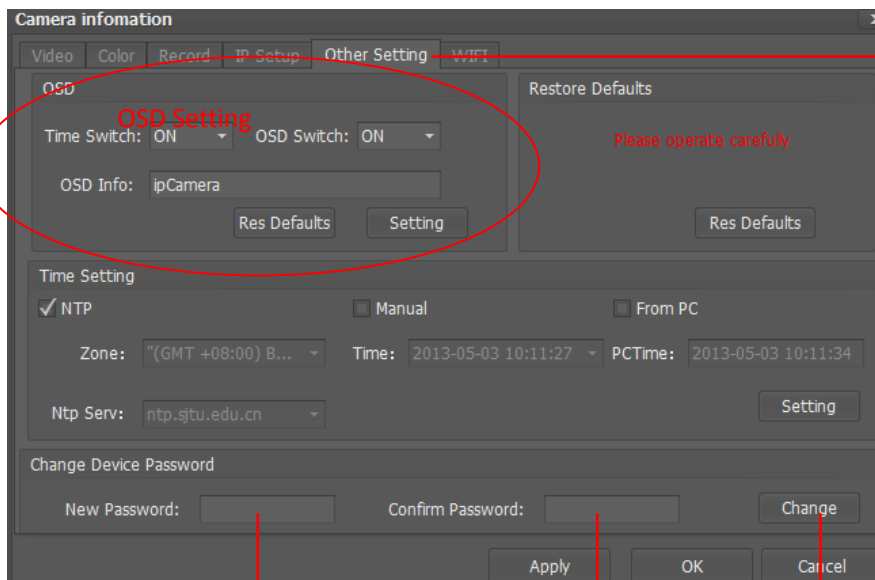 Camera infomation
Video Color Record IP Setup Other Setting WIFI
OSD
Restore Defaults
OSD Setting
Time Switch: ON OSD Switch: ON
Please operate carefully
OSD Info: ipCamera
Res Defaults Setting
Res Defaults
Time Setting
NTP Manual From PC
Zone: "(GMT +08:00) B... Time: 2013-05-03 10:11:27 PCTime: 2013-05-03 10:11:34
Ntp Serv: ntp.sjtu.edu.cn
Setting
Change Device Password
New Password: Confirm Password: Change
Apply OK Cancel